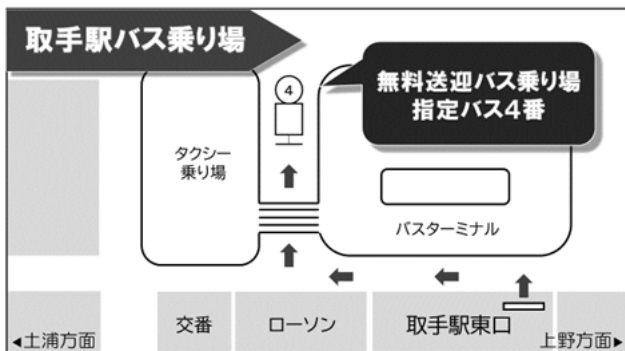 取手駅バス乗り場
無料送迎バス乗り場
指定バス4番
4
タクシー
乗り場
バスターミナル
交番
ローソン
取手駅東口
◀土浦方面
上野方面▶